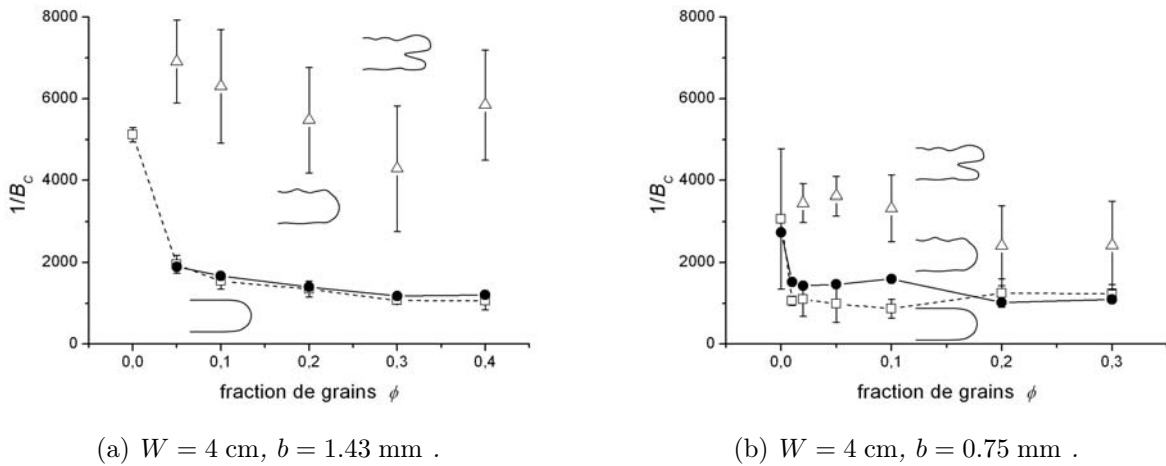 8000
6000
4000
2000
0
1/B_C
0,0 0,1 0,2 0,3 0,4
fraction de grains ϕ
(a) W = 4 cm, b = 1.43 mm .
8000
6000
4000
2000
0
1/B_C
0,0 0,1 0,2 0,3
fraction de grains ϕ
(b) W = 4 cm, b = 0.75 mm .